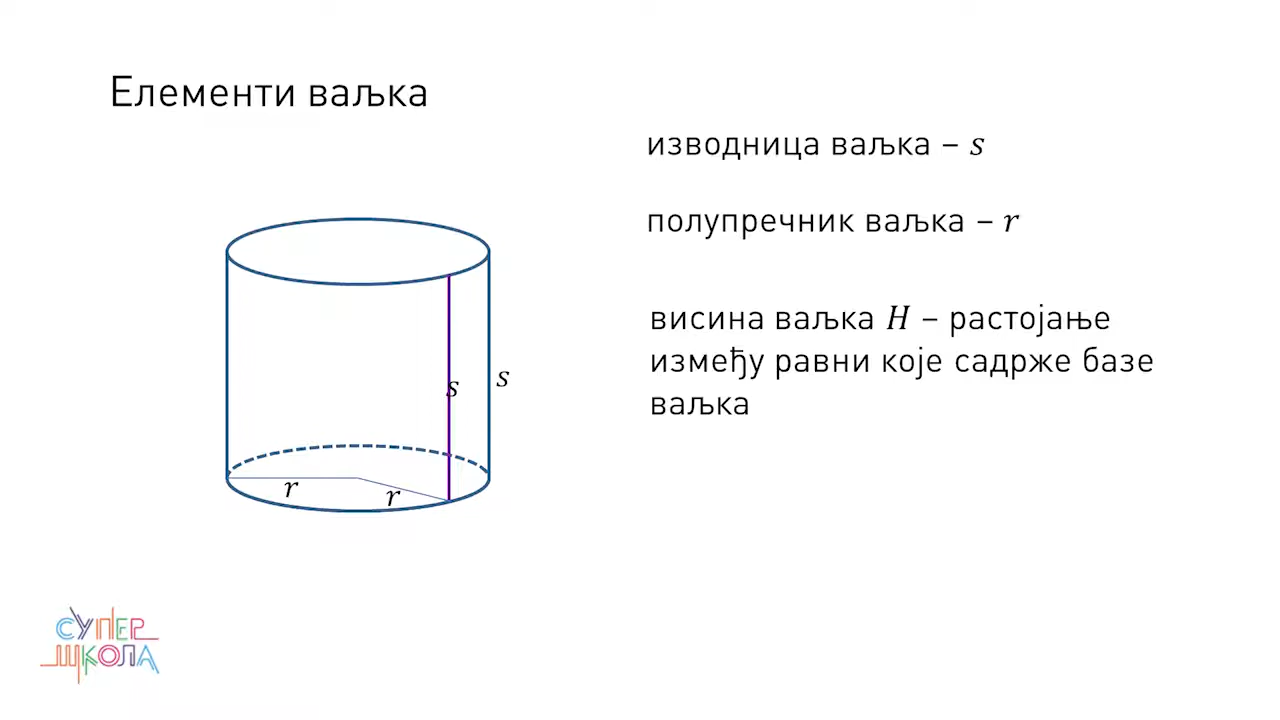 Елементи ваљка
изводница ваљка – s
полупречник ваљка – r
висина ваљка H – растојање
између равни које садрже базе
ваљка
s
s
r
r
СУПЕР
ШКОЛА